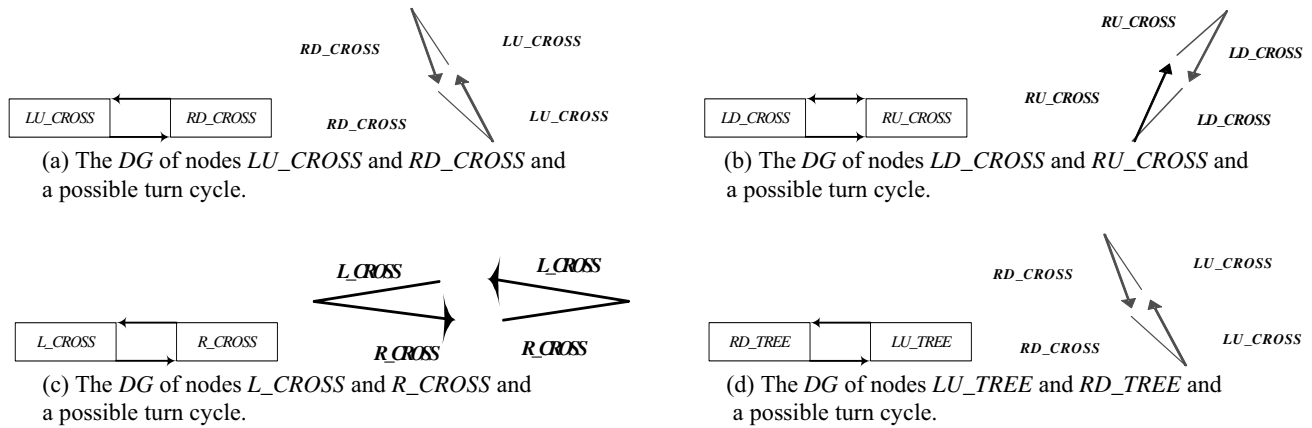 RD_CROSS
LU_CROSS
LU_CROSS
RD_CROSS
RD_CROSS
LU_CROSS
(a) The DG of nodes LU_CROSS and RD_CROSS and
a possible turn cycle.
RU_CROSS
LD_CROSS
RU_CROSS
LD_CROSS
RU_CROSS
LD_CROSS
(b) The DG of nodes LD_CROSS and RU_CROSS and
a possible turn cycle.
L_CROSS
L_CROSS
L_CROSS
R_CROSS
R_CROSS
R_CROSS
(c) The DG of nodes L_CROSS and R_CROSS and
a possible turn cycle.
RD_CROSS
LU_CROSS
RD_TREE
LU_TREE
RD_CROSS
LU_CROSS
(d) The DG of nodes LU_TREE and RD_TREE and
a possible turn cycle.